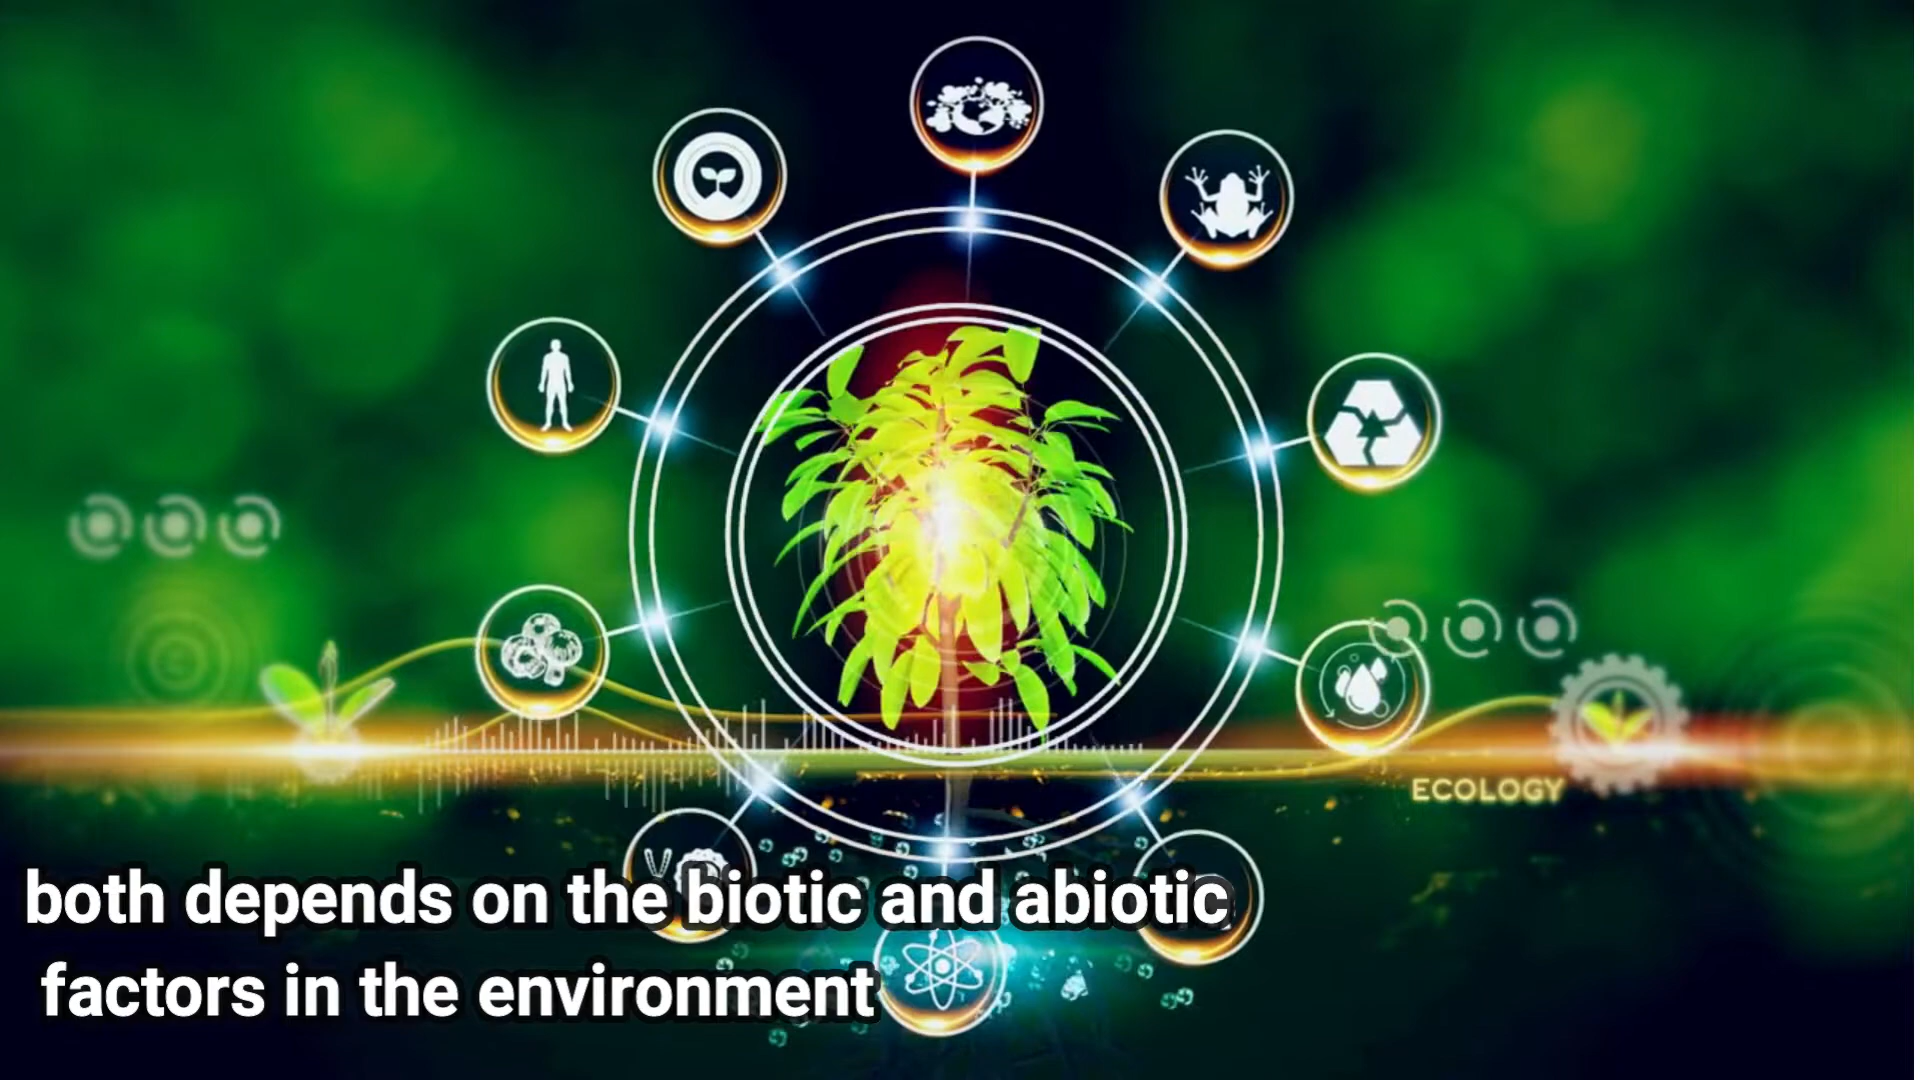 ECOLOGY
both depends on the biotic and abiotic
factors in the environment